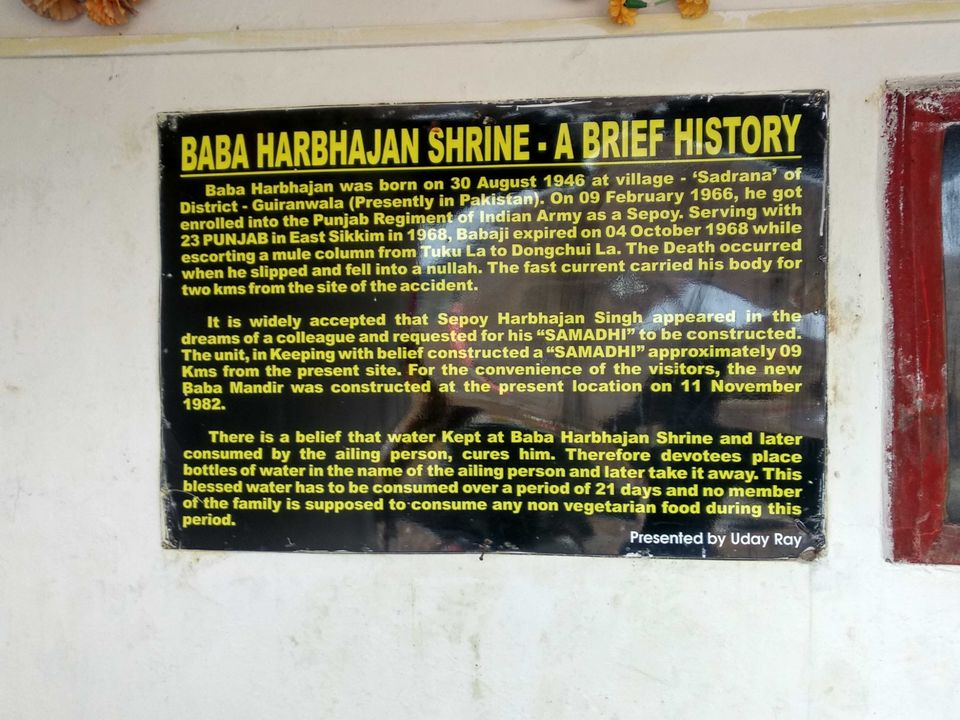 BABA HARBHAJAN SHRINE - A BRIEF HISTORY
Baba Harbhajan was born on 30 August 1946 at village - ‘Sadrana’ of
District - Guiranwala (Presently in Pakistan). On 09 February 1966, he got
enrolled into the Punjab Regiment of Indian Army as a Sepoy. Serving with
23 PUNJAB in East Sikkim in 1968, Babaji expired on 04 October 1968 while
escorting a mule column from Tuku La to Dongchui La. The Death occurred
when he slipped and fell into a nullah. The fast current carried his body for
two kms from the site of the accident.
It is widely accepted that Sepoy Harbhajan Singh appeared in the
dreams of a colleague and requested for his “SAMADHI” to be constructed.
The unit, in Keeping with belief constructed a “SAMADHI” approximately 09
Kms from the present site. For the convenience of the visitors, the new
Baba Mandir was constructed at the present location on 11 November
1982.
There is a belief that water Kept at Baba Harbhajan Shrine and later
consumed by the ailing person, cures him. Therefore devotees place
bottles of water in the name of the ailing person and later take it away. This
blessed water has to be consumed over a period of 21 days and no member
of the family is supposed to consume any non vegetarian food during this
period.
Presented by Uday Ray